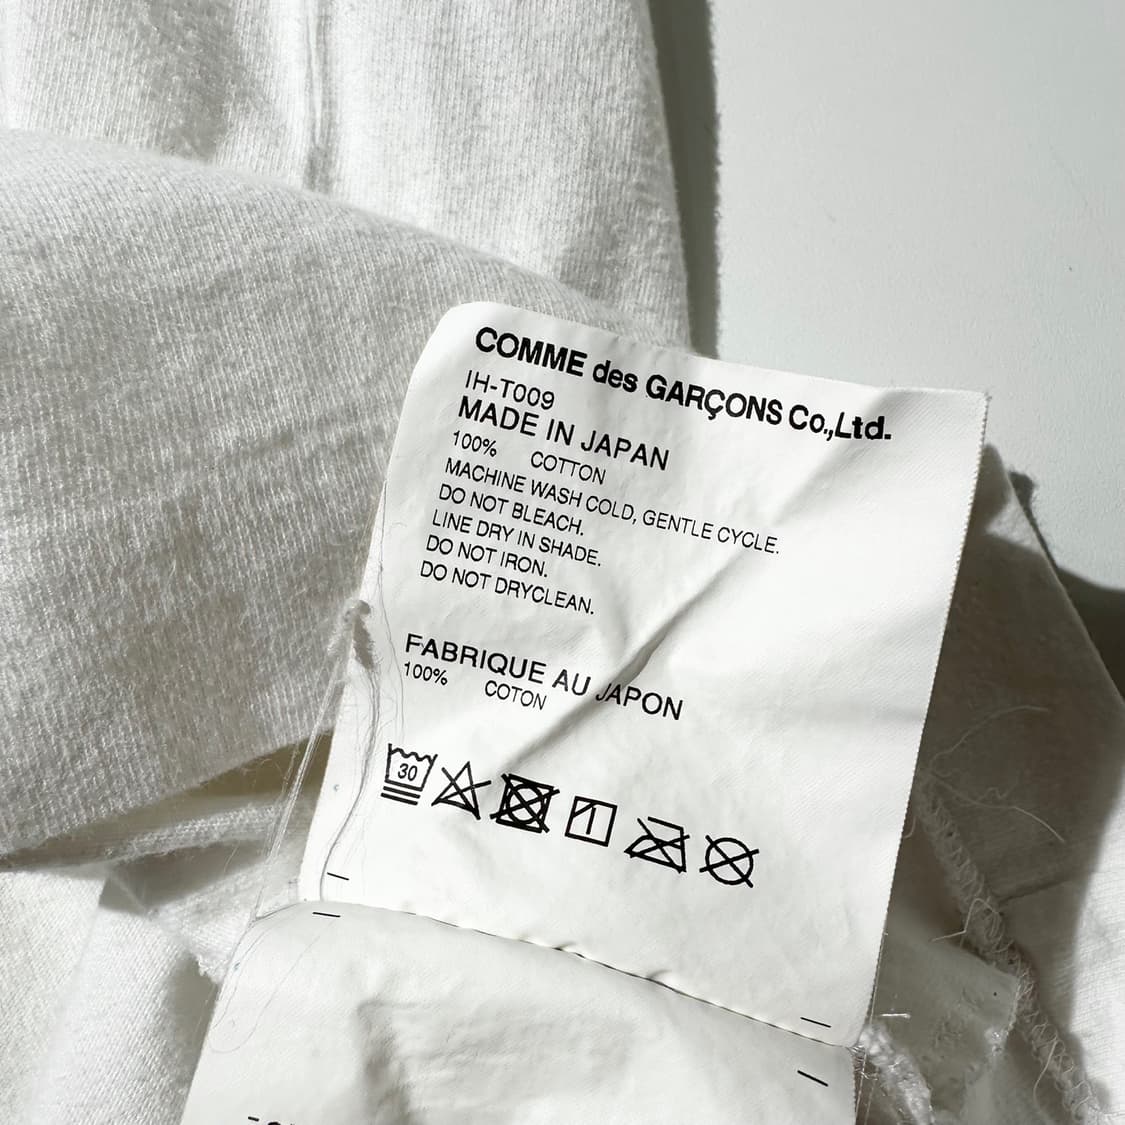 COMME des GARÇONS Co.,Ltd.
IH-T009
MADE IN JAPAN
100% COTTON
MACHINE WASH COLD, GENTLE CYCLE.
DO NOT BLEACH.
LINE DRY IN SHADE.
DO NOT IRON.
DO NOT DRYCLEAN.
FABRIQUE AU JAPON
100% COTON
30